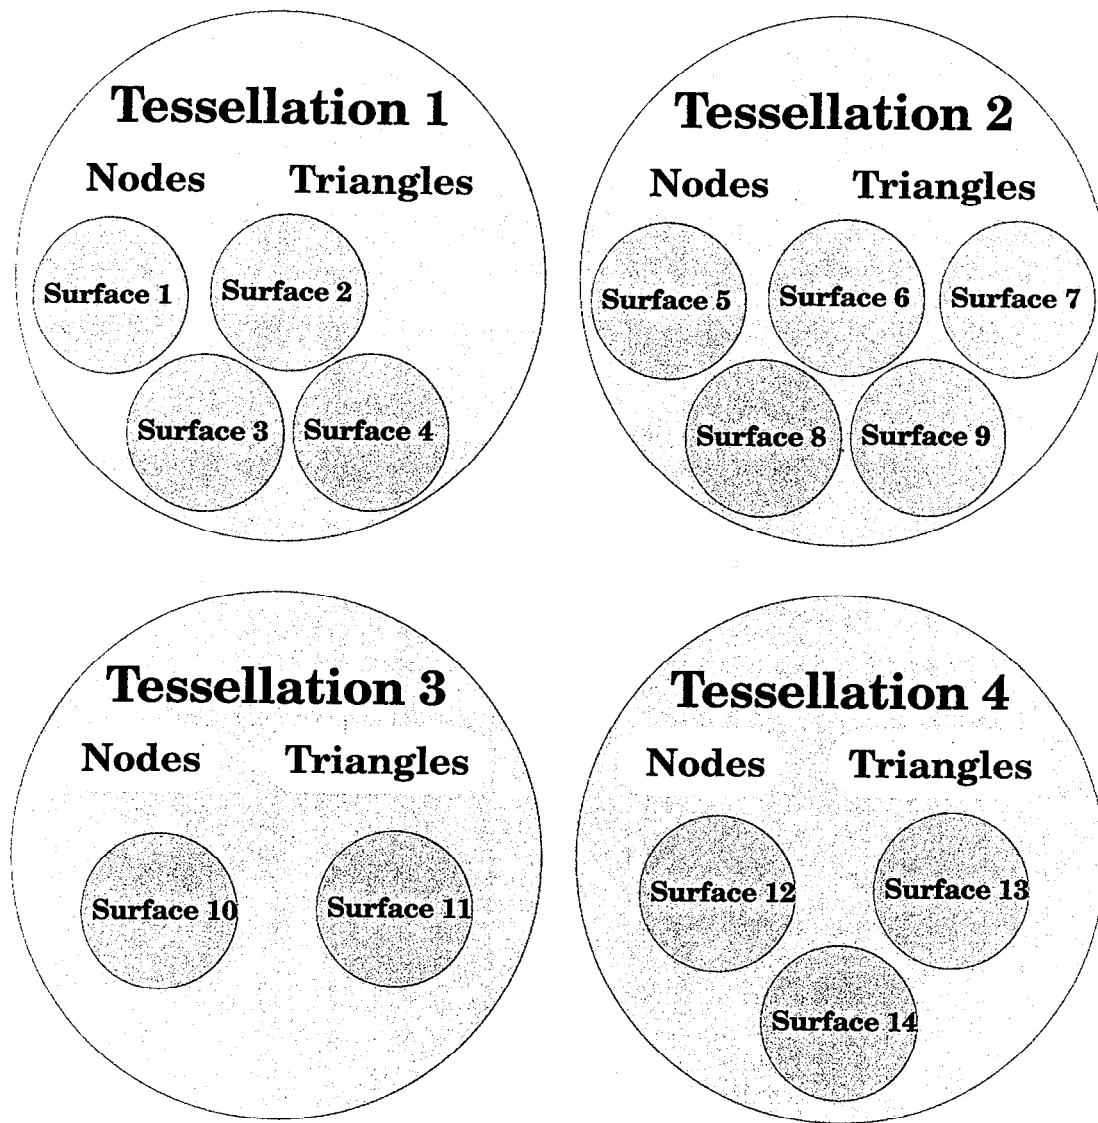 Tessellation 1
Nodes Triangles
Surface 1 Surface 2
Surface 3 Surface 4
Tessellation 2
Nodes Triangles
Surface 5 Surface 6 Surface 7
Surface 8 Surface 9
Tessellation 3
Nodes Triangles
Surface 10 Surface 11
Tessellation 4
Nodes Triangles
Surface 12 Surface 13
Surface 14